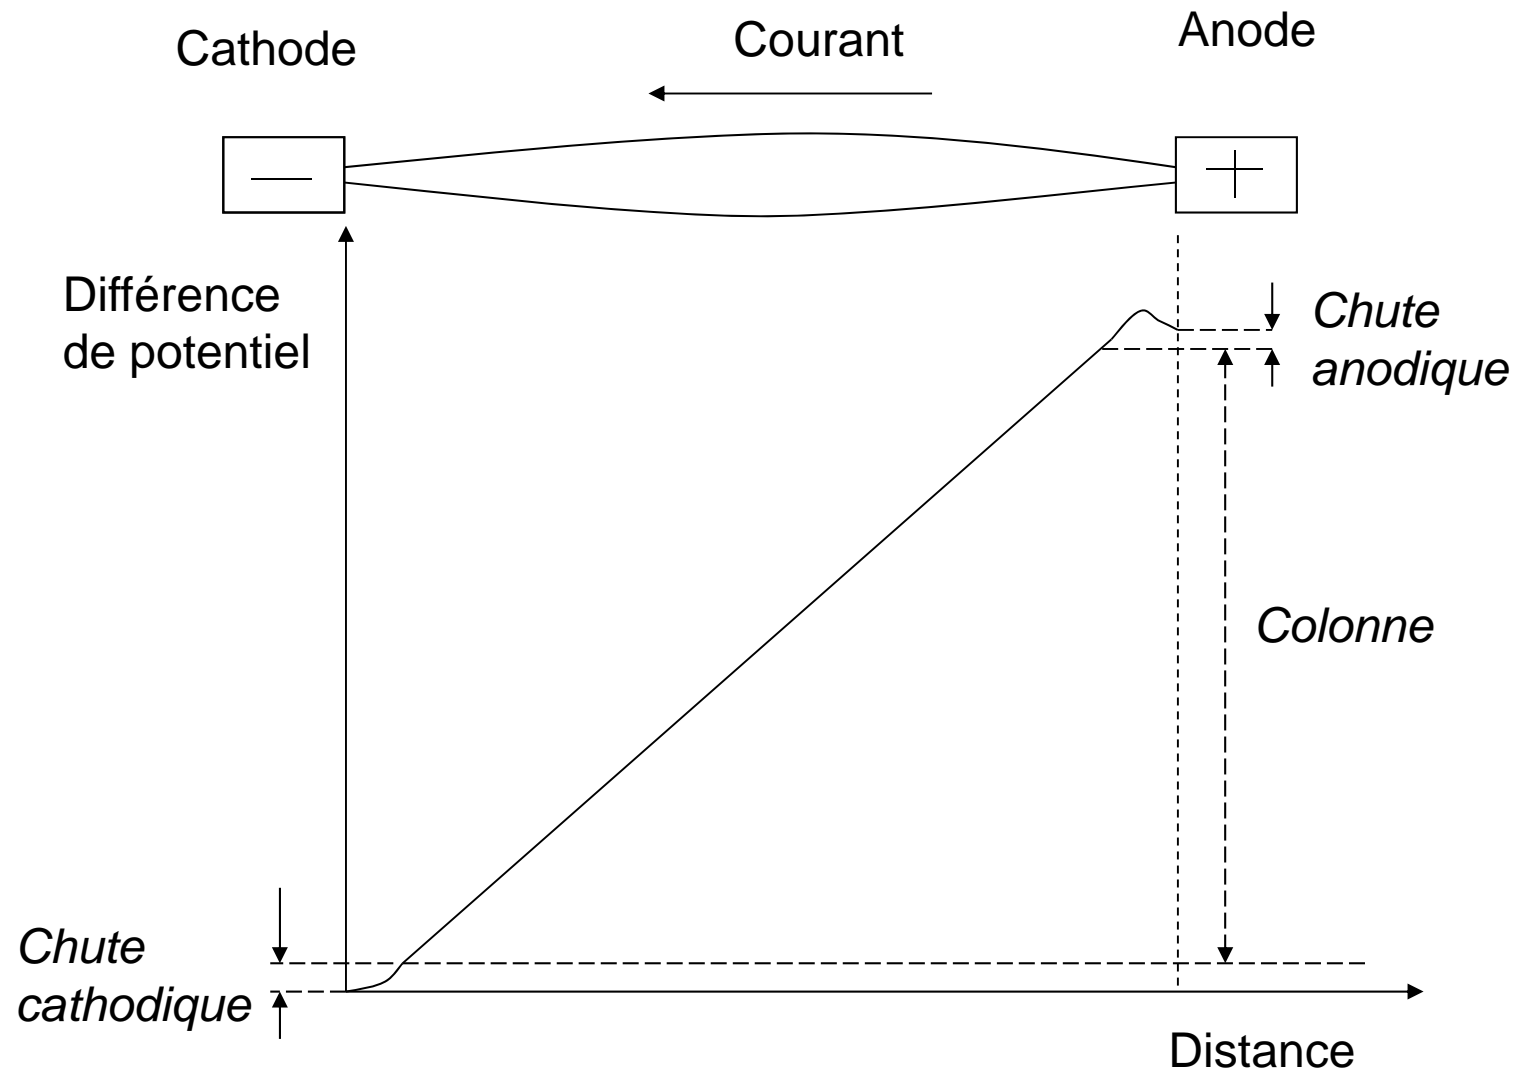 Cathode
Courant
Anode
Différence
de potentiel
Chute
anodique
Colonne
Chute
cathodique
Distance